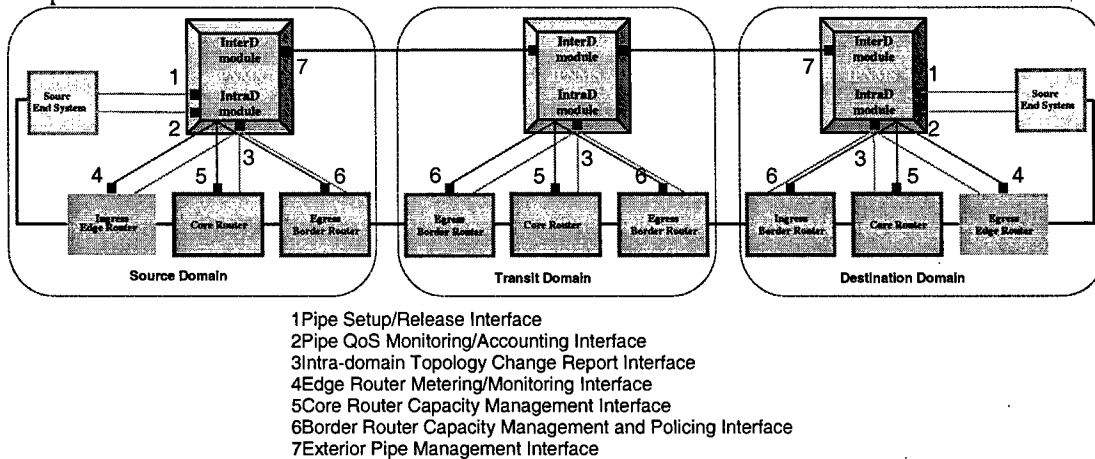 InterD
module
IntraD
module
7
1
2
Sourc
End System
4
5
3
6
Ingress
Edge Router
Core Router
Egress
Border Router
Source Domain
InterD
module
IntraD
module
6
5
3
6
Egress
Border Router
Core Router
Egress
Border Router
Transit Domain
InterD
module
IntraD
module
7
1
2
Sourc
End System
6
3
5
4
Ingress
Border Router
Core Router
Egress
Edge Router
Destination Domain
1Pipe Setup/Release Interface
2Pipe QoS Monitoring/Accounting Interface
3Intra-domain Topology Change Report Interface
4Edge Router Metering/Monitoring Interface
5Core Router Capacity Management Interface
6Border Router Capacity Management and Policing Interface
7Exterior Pipe Management Interface